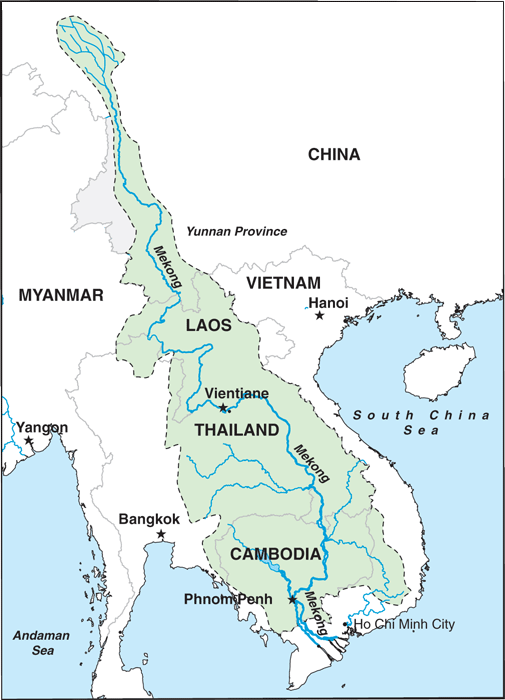 CHINA
Yunnan Province
Mekong
MYANMAR
VIETNAM
Hanoi
LAOS
Vientiane
South China
Sea
Yangon
THAILAND
Mekong
Bangkok
CAMBODIA
Phnom Penh
Mekong
Ho Chi Minh City
Andaman
Sea